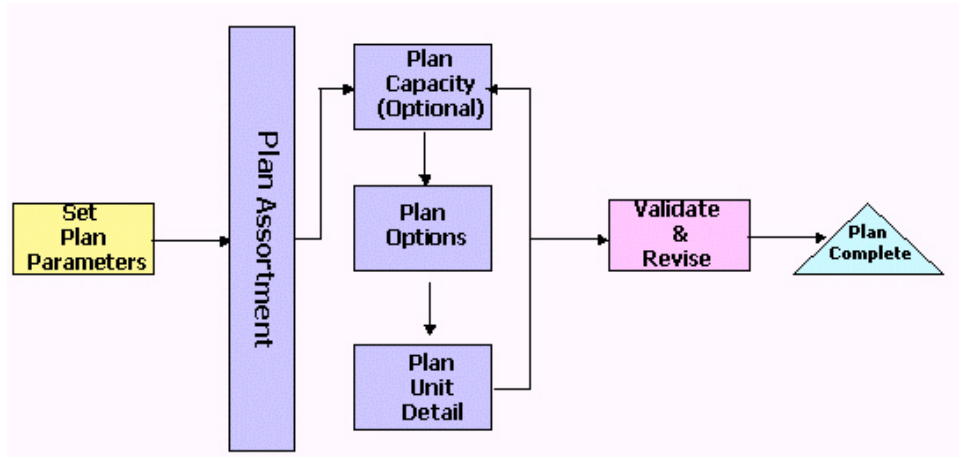 Set
Plan
Parameters
Plan Assortment
Plan
Capacity
(Optional)
Plan
Options
Plan
Unit
Detail
Validate
&
Revise
Plan
Complete